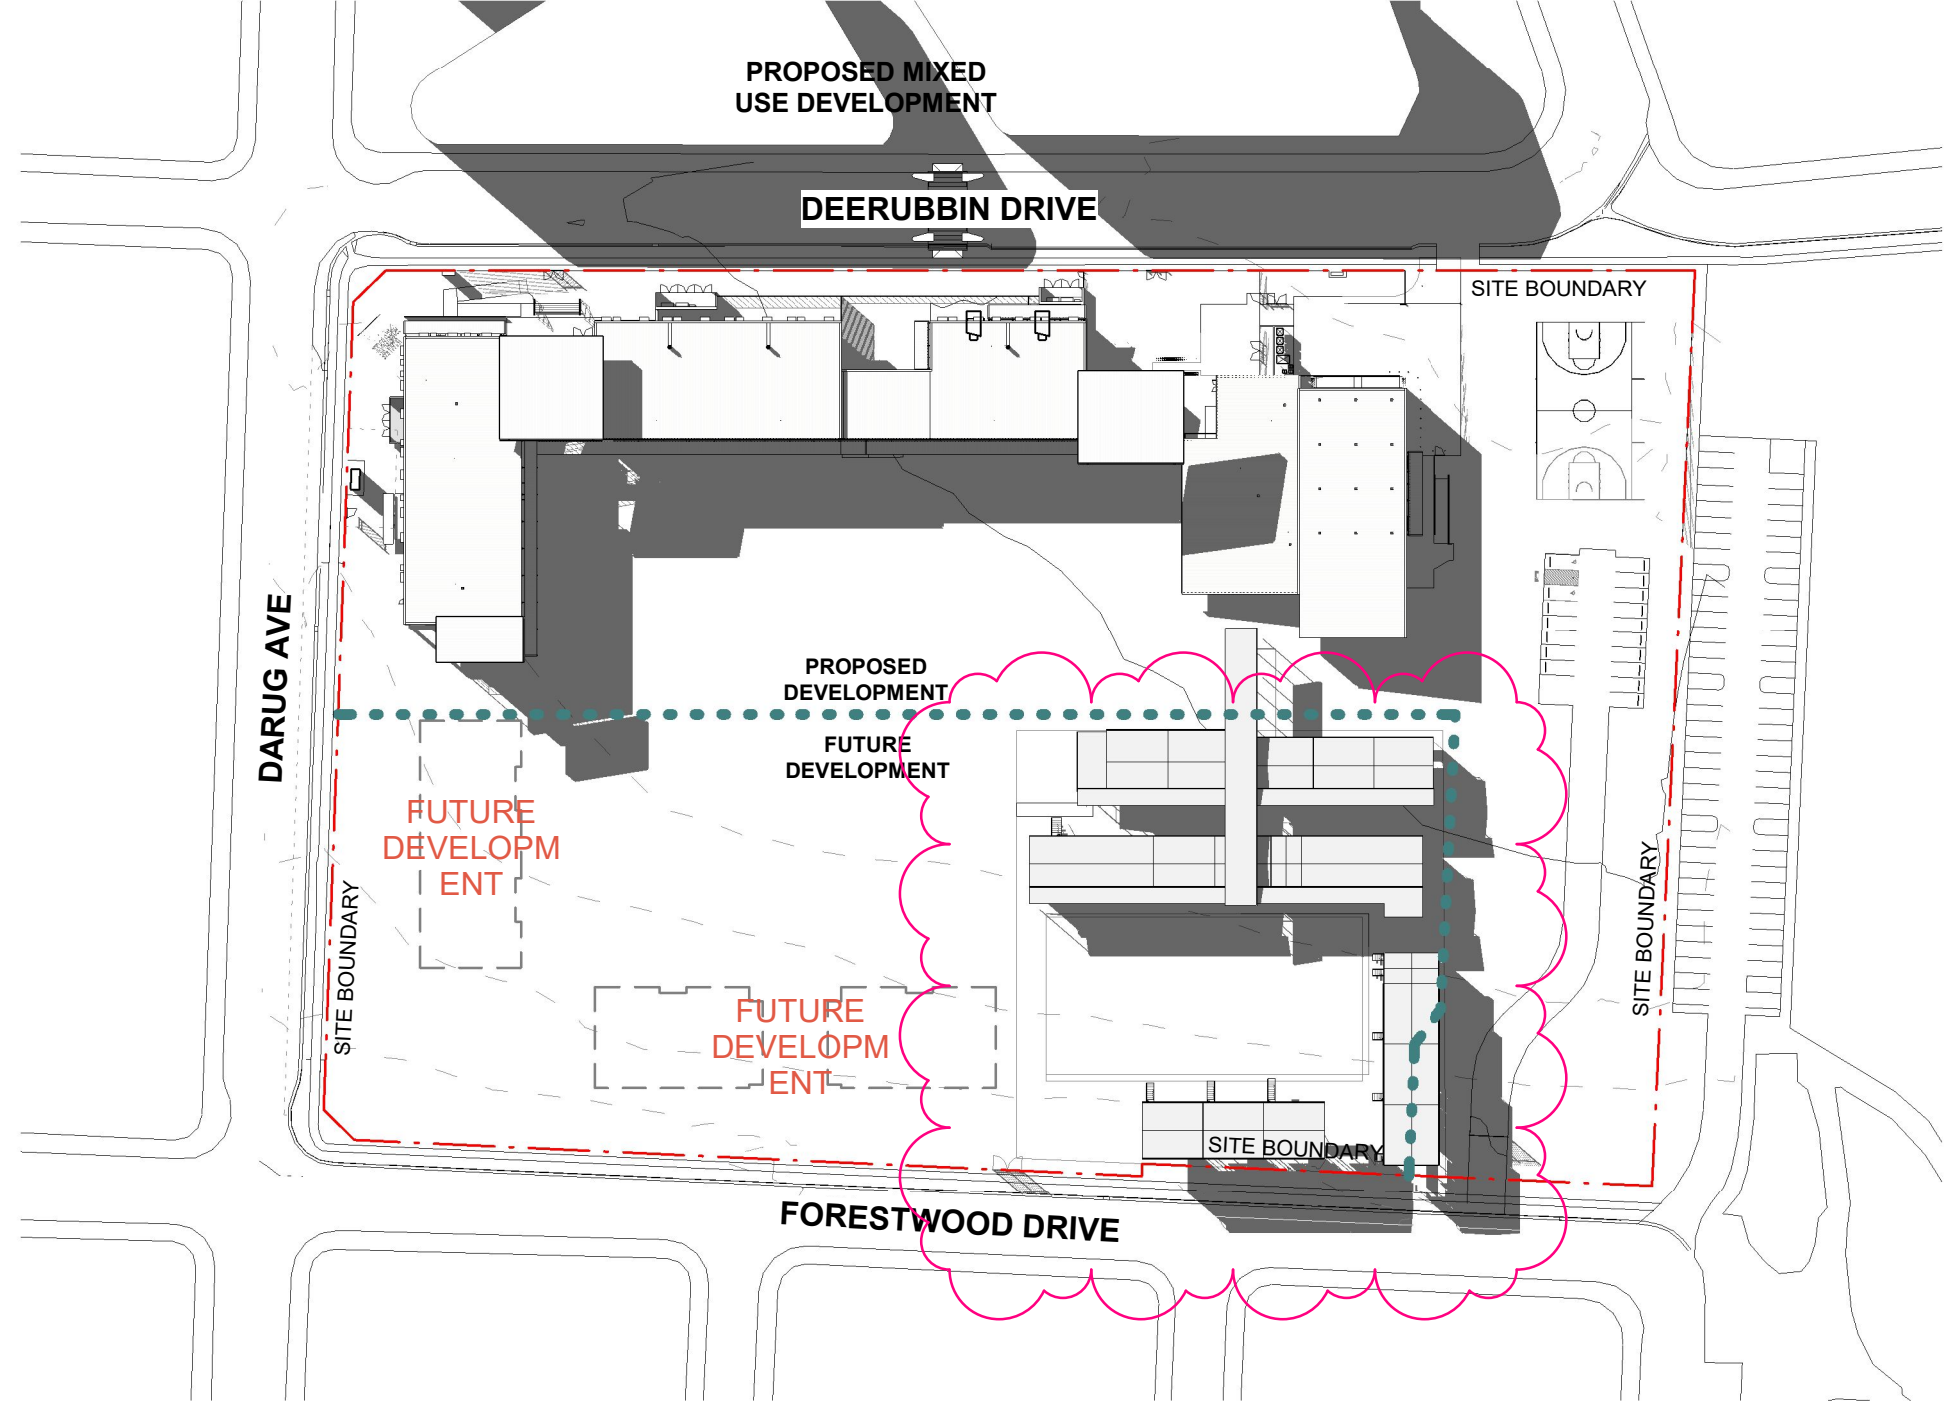 PROPOSED MIXED
USE DEVELOPMENT
DEERUBBIN DRIVE
SITE BOUNDARY
DARUG AVE
PROPOSED
DEVELOPMENT
FUTURE
DEVELOPMENT
FUTURE
DEVELOPM
ENT
SITE BOUNDARY
SITE BOUNDARY
FUTURE
DEVELOPM
ENT
SITE BOUNDARY
FORESTWOOD DRIVE